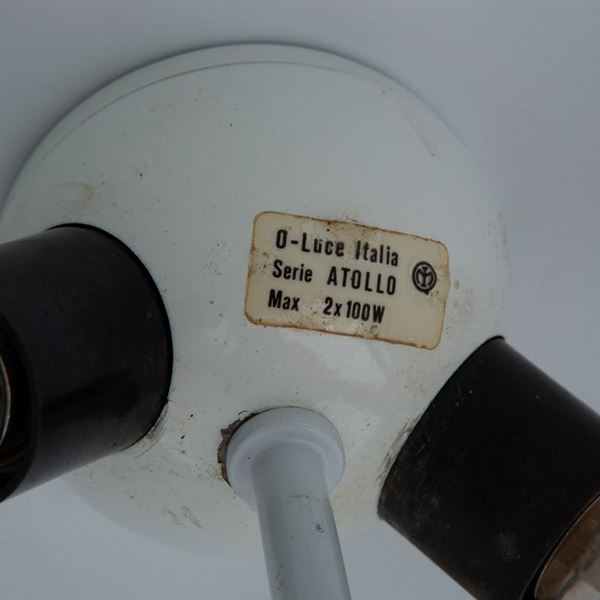 O-Luce Italia
Serie ATOLLO
Max 2x100W